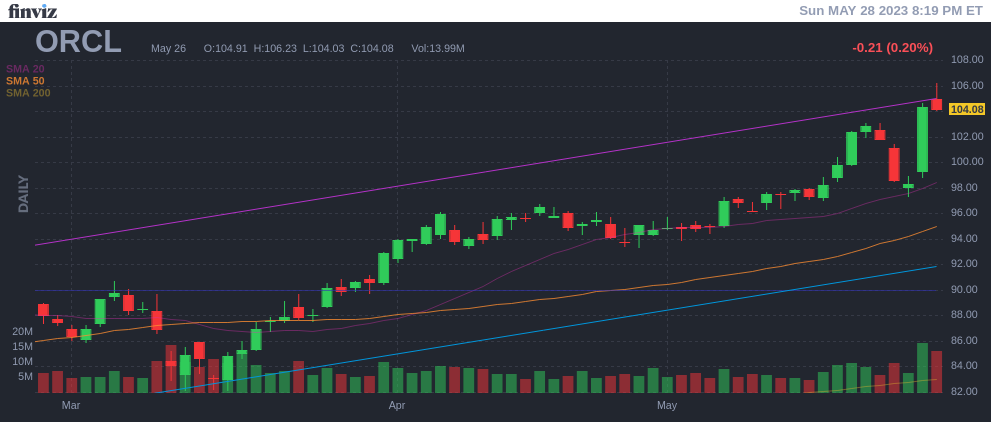 finviz
Sun MAY 28 2023 8:19 PM ET
ORCL
May 26 O:104.91 H:106.23 L:104.03 C:104.08 Vol:13.99M
-0.21 (0.20%)
SMA 20
SMA 50
SMA 200
DAILY
108.00
106.00
104.08
102.00
100.00
98.00
96.00
94.00
92.00
90.00
88.00
86.00
84.00
82.00
20M
15M
10M
5M
Mar
Apr
May